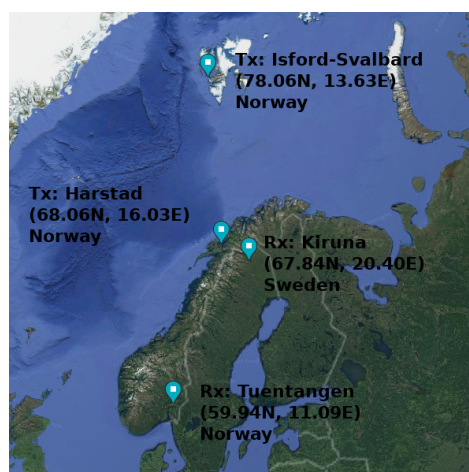 Tx: Isford-Svalbard
(78.06N, 13.63E)
Norway
Tx: Harstad
(68.06N, 16.03E)
Norway
Rx: Kiruna
(67.84N, 20.40E)
Sweden
Rx: Tuentangen
(59.94N, 11.09E)
Norway